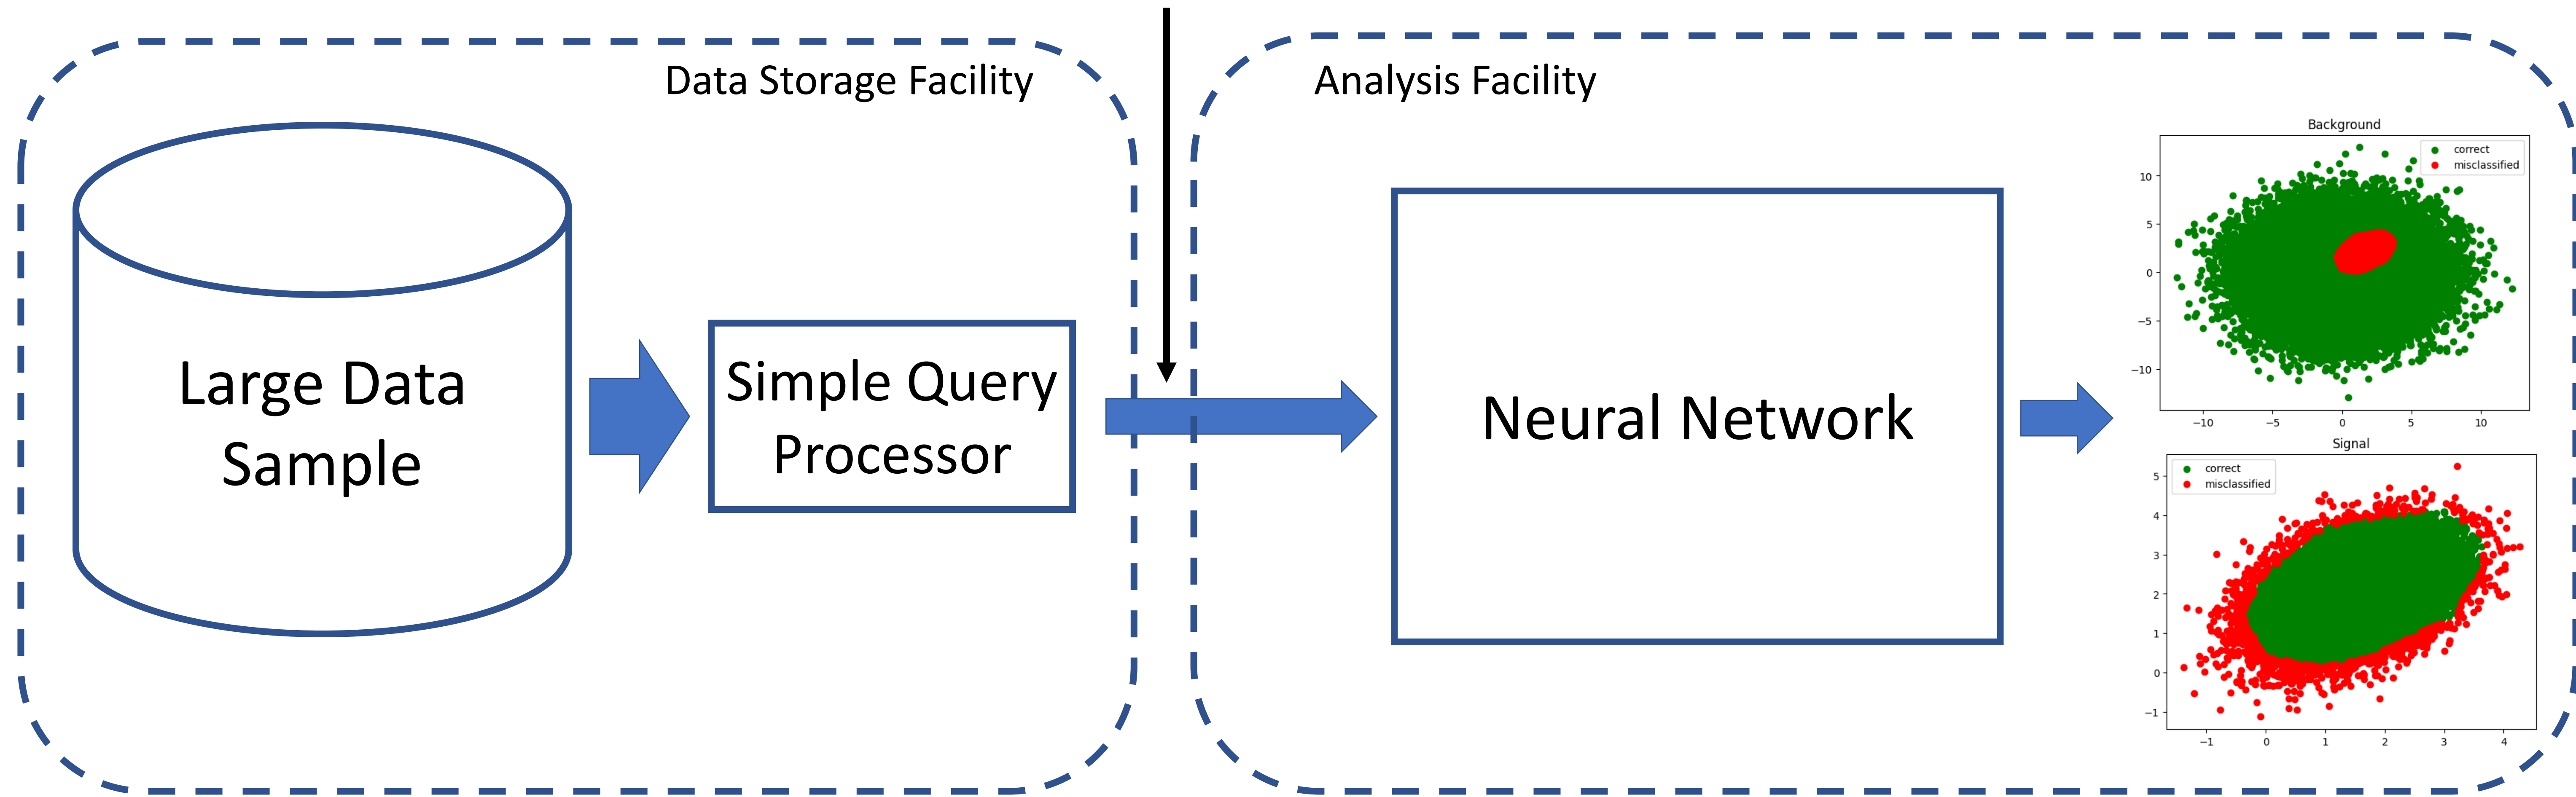 Data Storage Facility
Large Data
Sample
Simple Query
Processor
Analysis Facility
Neural Network
Background
correct
misclassified
10
5
0
−5
−10
−10 −5 0 5 10
Signal
correct
misclassified
5
4
3
2
1
0
−1
−1 0 1 2 3 4